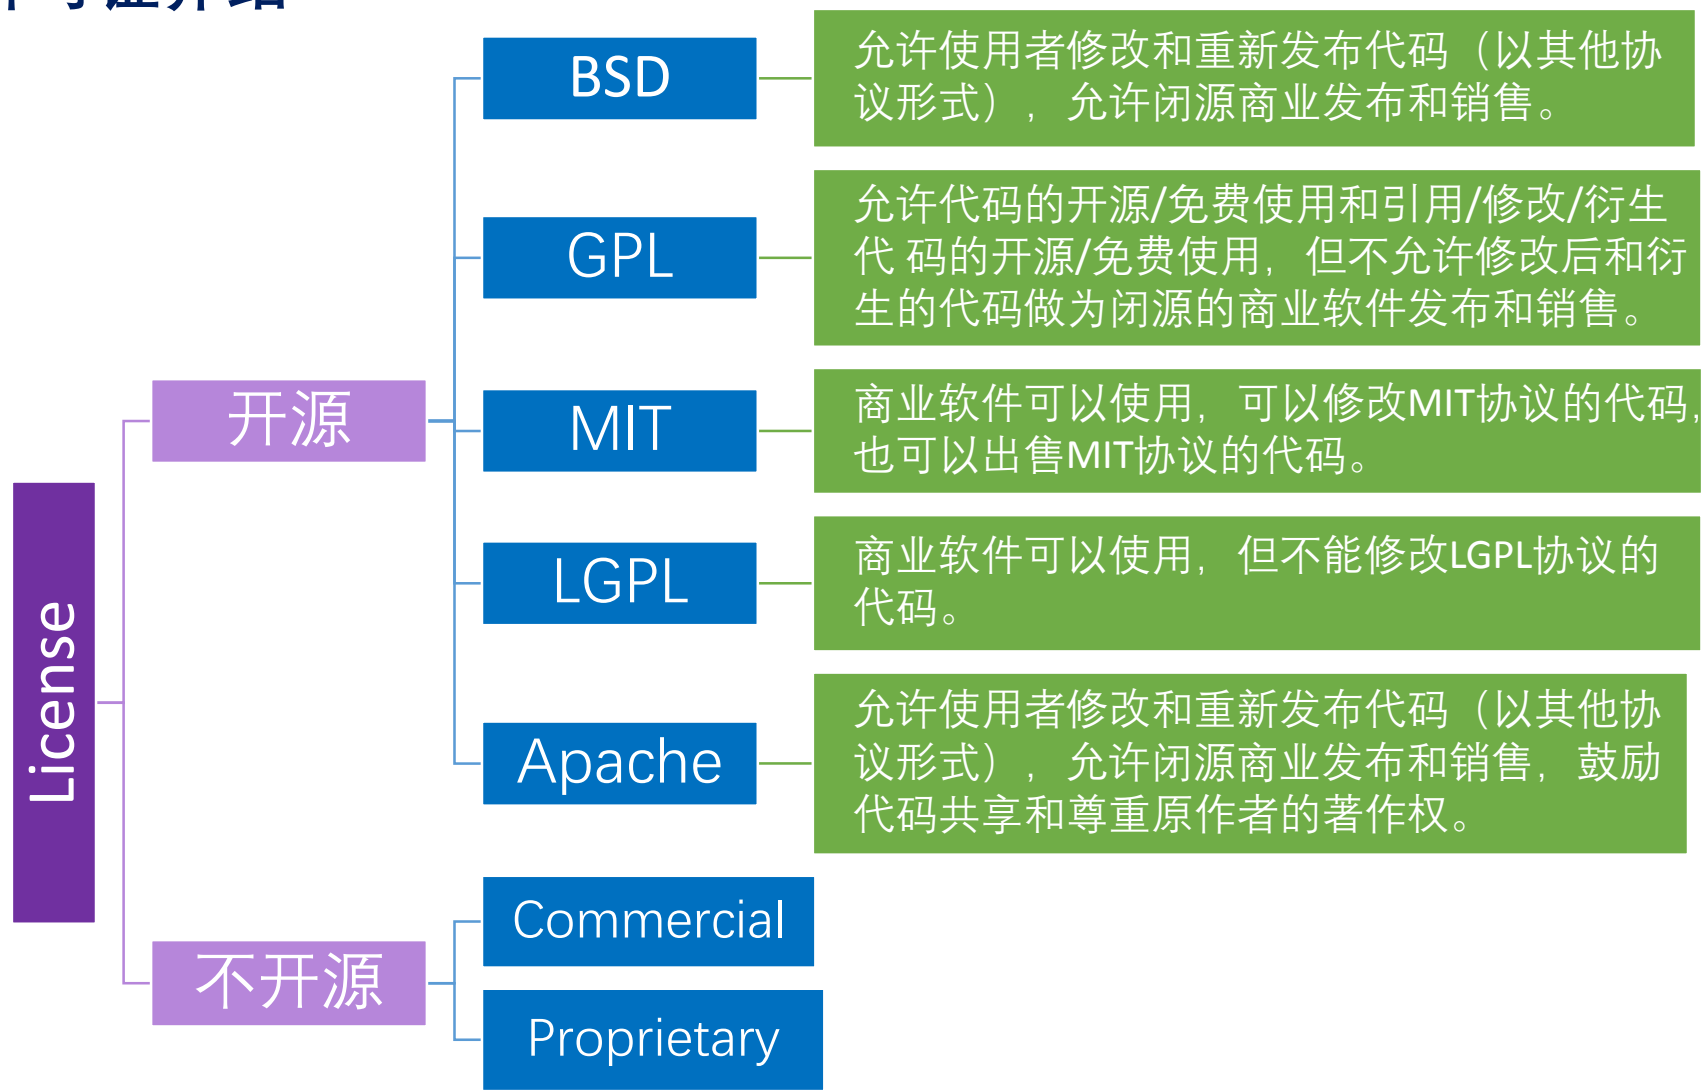 License
开源
BSD
允许使用者修改和重新发布代码（以其他协
议形式），允许闭源商业发布和销售。
GPL
允许代码的开源/免费使用和引用/修改/衍生
代 码的开源/免费使用，但不允许修改后和衍
生的代码做为闭源的商业软件发布和销售。
MIT
商业软件可以使用，可以修改MIT协议的代码，
也可以出售MIT协议的代码。
LGPL
商业软件可以使用，但不能修改LGPL协议的
代码。
Apache
允许使用者修改和重新发布代码（以其他协
议形式），允许闭源商业发布和销售，鼓励
代码共享和尊重原作者的著作权。
不开源
Commercial
Proprietary